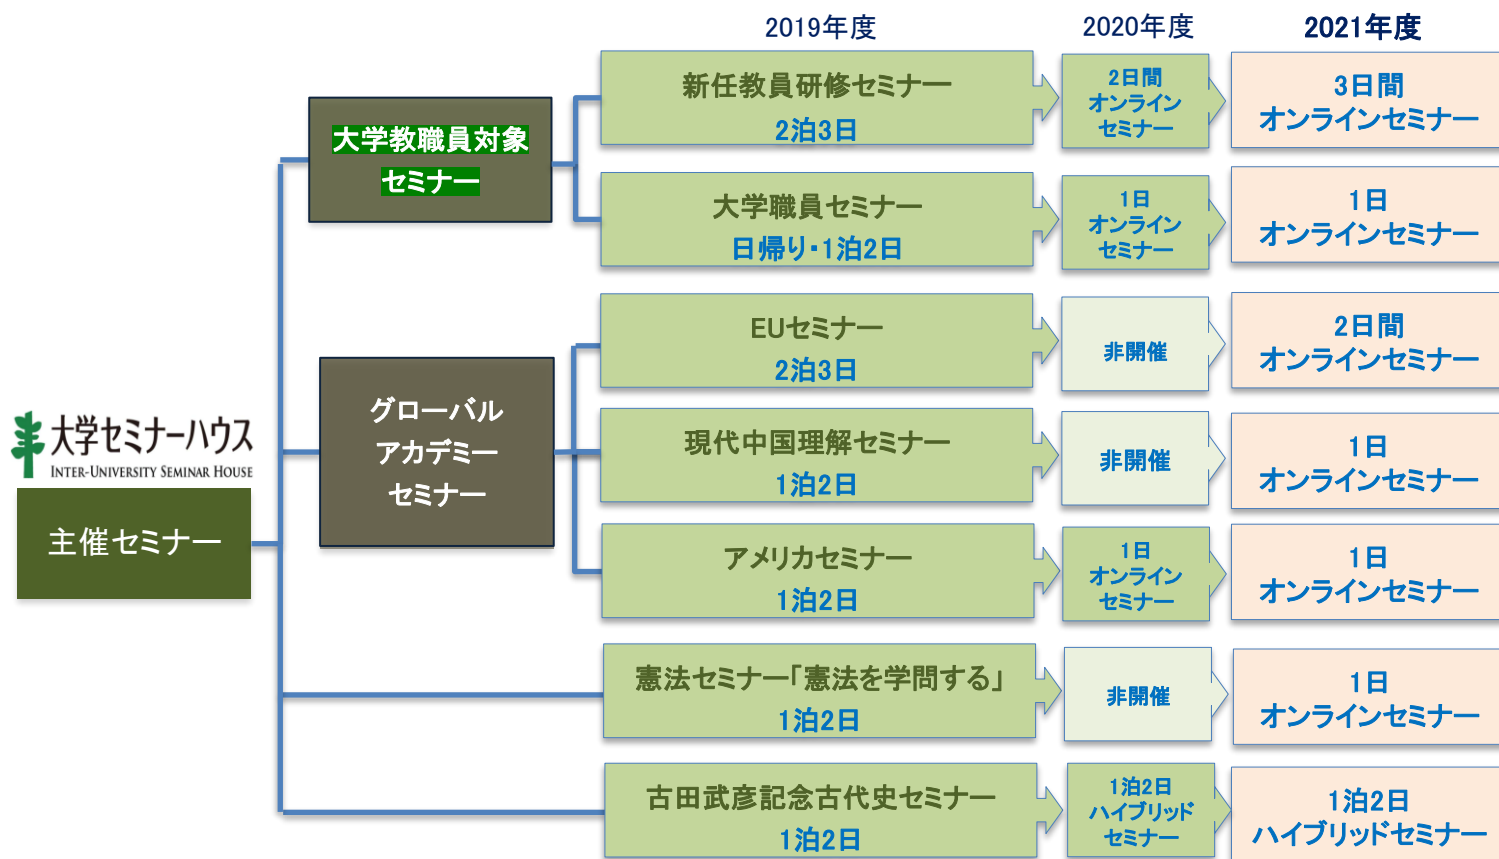 2019年度
2020年度
2021年度
大学セミナーハウス
INTER-UNIVERSITY SEMINAR HOUSE
主催セミナー
大学教職員対象
セミナー
新任教員研修セミナー
2泊3日
2日間
オンライン
セミナー
3日間
オンラインセミナー
大学職員セミナー
日帰り・1泊2日
1日
オンライン
セミナー
1日
オンラインセミナー
グローバル
アカデミー
セミナー
EUセミナー
2泊3日
非開催
2日間
オンラインセミナー
現代中国理解セミナー
1泊2日
非開催
1日
オンラインセミナー
アメリカセミナー
1泊2日
1日
オンライン
セミナー
1日
オンラインセミナー
憲法セミナー「憲法を学問する」
1泊2日
非開催
1日
オンラインセミナー
古田武彦記念古代史セミナー
1泊2日
1泊2日
ハイブリッド
セミナー
1泊2日
ハイブリッドセミナー